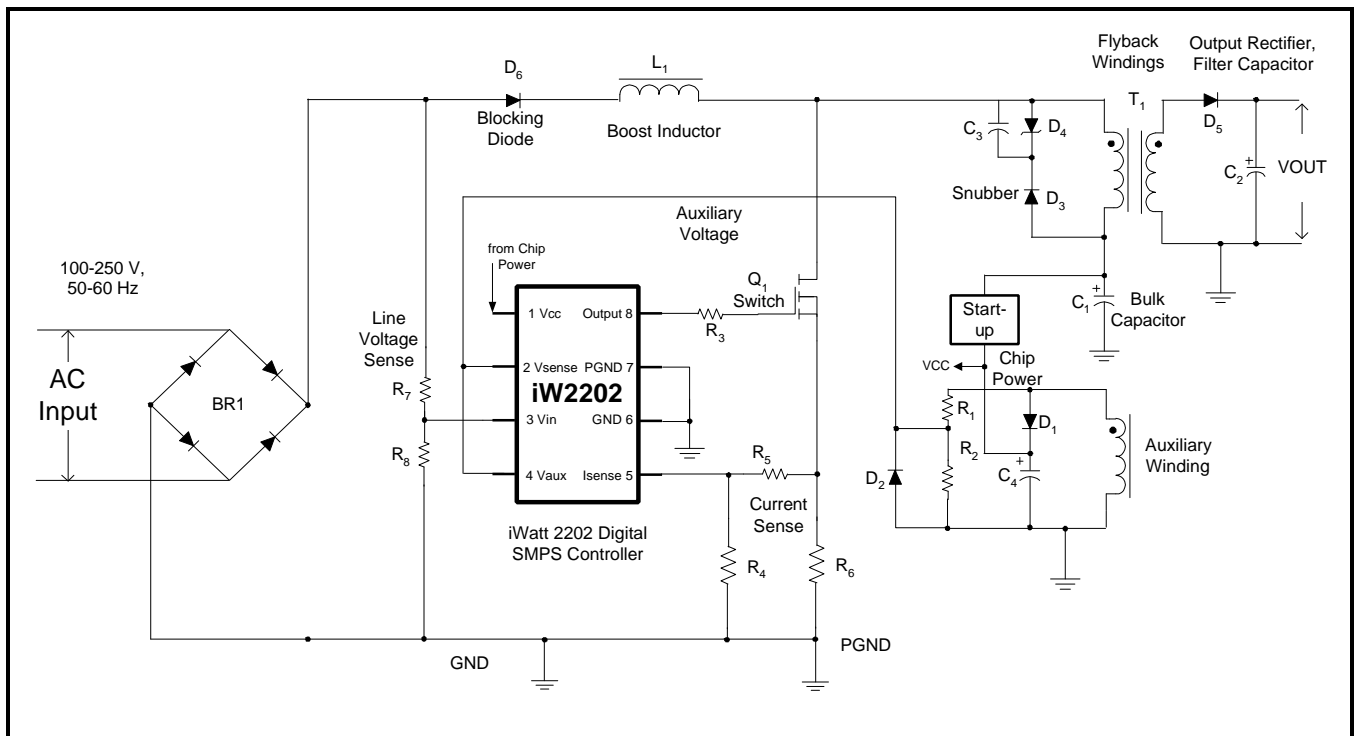 Flyback
Windings
Output Rectifier,
Filter Capacitor
D6
L1
T1
Blocking
Diode
Boost Inductor
C3
D4
D5
C2
VOUT
Snubber
D3
Auxiliary
Voltage
from Chip
Power
100-250 V,
50-60 Hz
Q1
Switch
Start-
up
C1
Bulk
Capacitor
Line
Voltage
Sense
1 Vcc
Output 8
R3
2 Vsense
PGND 7
VCC
Chip
Power
AC
Input
BR1
R7
iW2202
3 Vin
GND 6
R1
D1
R8
R2
Auxiliary
Winding
4 Vaux
Isense 5
R5
D2
C4
Current
Sense
iWatt 2202 Digital
SMPS Controller
R4
R6
GND
PGND